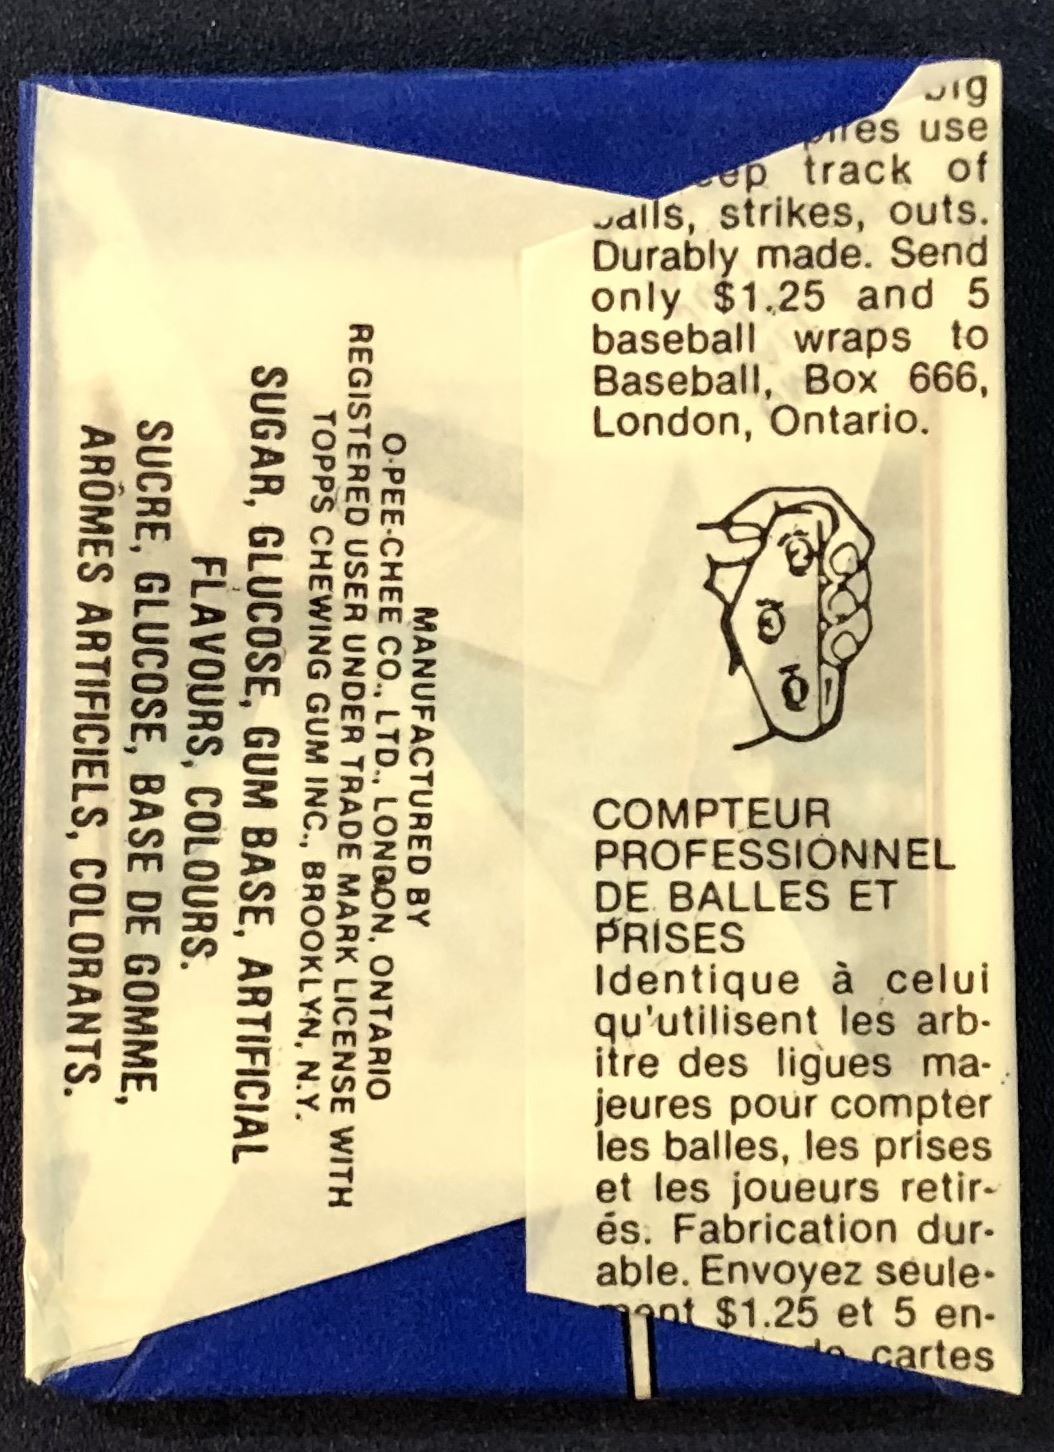 use
track of
strikes, outs.
Durably made. Send
only $1.25 and 5
baseball wraps to
Baseball, Box 666,
London, Ontario.
COMPTEUR
PROFESSIONNEL
DE BALLES ET
PRISES
Identique à celui
qu'utilisent les arb-
itre des ligues ma-
jeures pour compter
les balles, les prises
et les joueurs retir-
és. Fabrication dur-
able. Envoyez seule-
$1.25 et 5 en-
cartes
MANUFACTURED BY
O-PEE-CHEE CO., LTD., LONDON, ONTARIO
REGISTERED USER UNDER TRADE MARK LICENSE WITH
TOPPS CHEWING GUM INC., BROOKLYN, N.Y.
SUGAR, GLUCOSE, GUM BASE, ARTIFICIAL
FLAVOURS, COLOURS.
SUCRE, GLUCOSE, BASE DE GOMME,
ARÔMES ARTIFICIELS, COLORANTS.